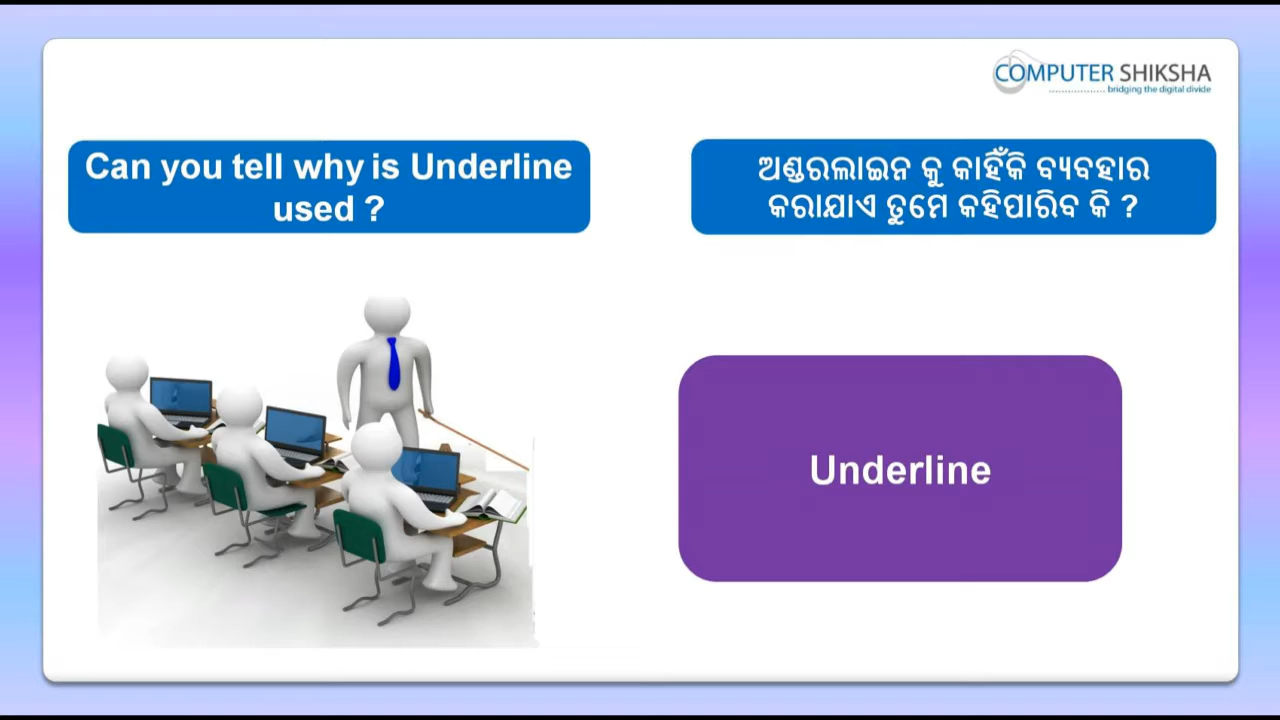 COMPUTER SHIKSHA
bridging the digital divide
Can you tell why is Underline
used ?
ଅଣ୍ଡରଲାଇନ କୁ କାହିଁକି ବ୍ୟବହାର
କରାଯାଏ ତୁମେ କହିପାରିବ କି ?
Underline